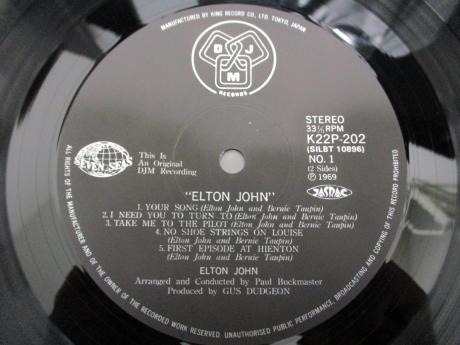 MANUFACTURED BY KING RECORD CO., LTD. TOKYO, JAPAN
D J
M
RECORDS
STEREO
33⅓RPM
K22P-202
(SILBT 10896)
NO. 1
(2 Sides)
Ⓟ 1969
JASRAC
SEVEN SEAS
This Is
An Original
DJM Recording
"ELTON JOHN"
1. YOUR SONG (Elton John and Bernie Taupin)
2. I NEED YOU TO TURN TO (Elton John and Bernie Taupin)
3. TAKE ME TO THE PILOT (Elton John and Bernie Taupin)
4. NO SHOE STRINGS ON LOUISE
(Elton John and Bernie Taupin)
5. FIRST EPISODE AT HIENTON
(Elton John and Bernie Taupin)
ELTON JOHN
Arranged and Conducted by Paul Buckmaster
Produced by GUS DUDGEON
ALL RIGHTS OF THE MANUFACTURER AND OF THE OWNER OF THE RECORDED WORK RESERVED UNAUTHORISED PUBLIC PERFORMANCE, BROADCASTING AND COPYING OF THIS RECORD PROHIBITED